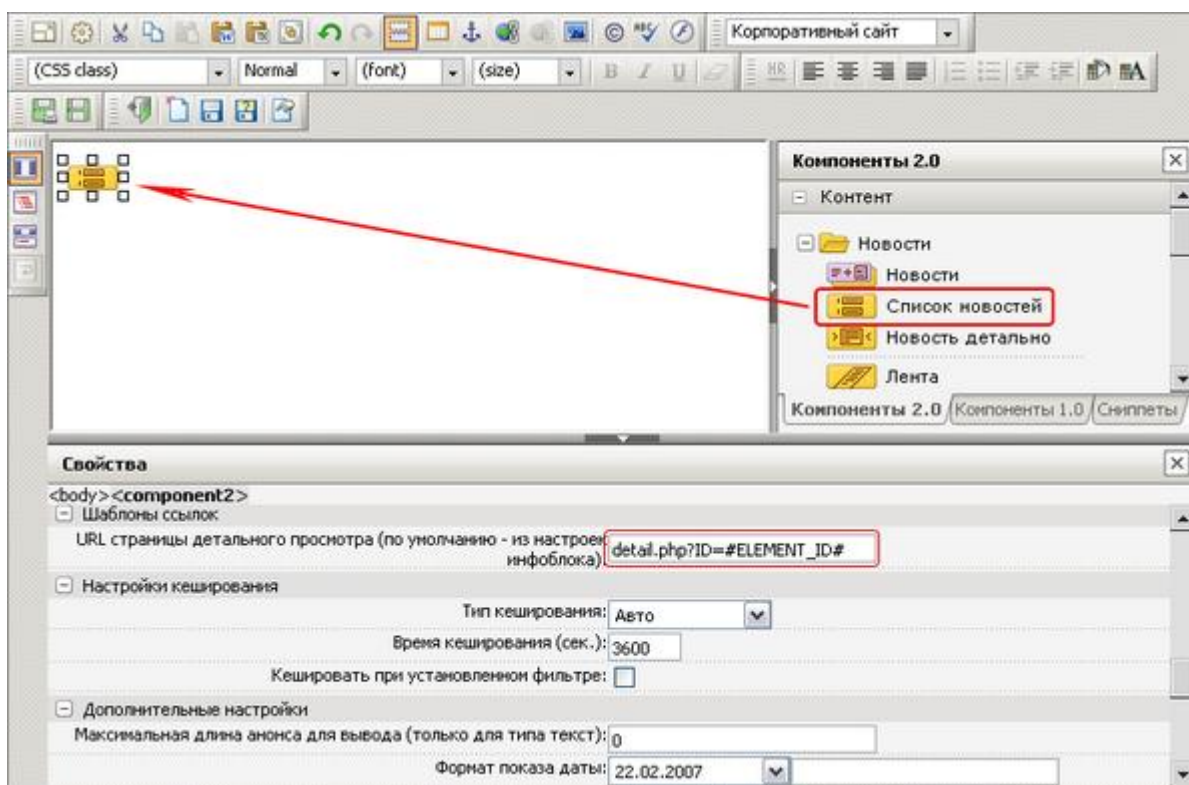 Корпоративный сайт
(CSS class) Normal (font) (size) B I U HR
Компоненты 2.0
Контент
Новости
Новости
Список новостей
Новость детально
Лента
Компоненты 2.0 Компоненты 1.0 Сниппеты
Свойства
<body><component2>
Шаблоны ссылок
URL страницы детального просмотра (по умолчанию - из настроек
инфоблока): detail.php?ID=#ELEMENT_ID#
Настройки кеширования
Тип кеширования: Авто
Время кеширования (сек.): 3600
Кешировать при установленном фильтре:
Дополнительные настройки
Максимальная длина анонса для вывода (только для типа текст): 0
Формат показа даты: 22.02.2007